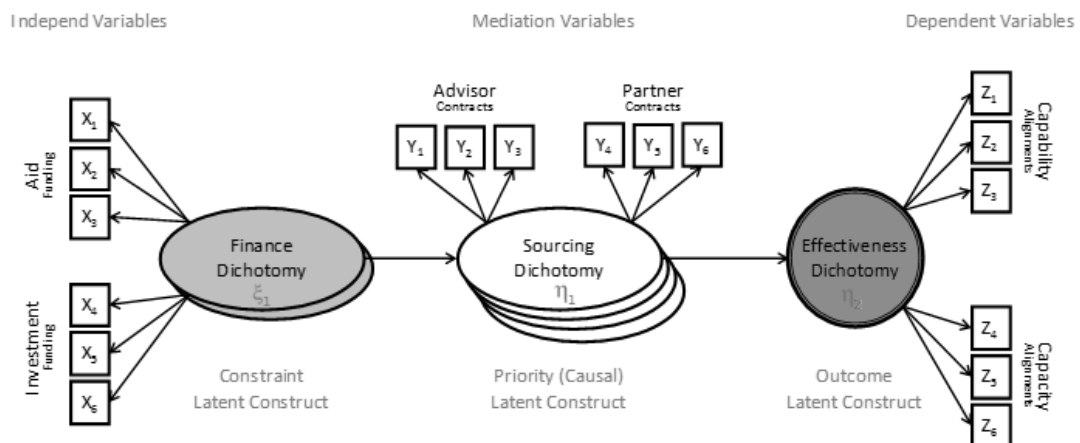 Independ Variables
Mediation Variables
Dependent Variables
Aid
Funding
X1
X2
X3
Investment
Funding
X4
X5
X6
Finance
Dichotomy
ξ1
Constraint
Latent Construct
Advisor
Contracts
Y1 Y2 Y3
Partner
Contracts
Y4 Y5 Y6
Sourcing
Dichotomy
η1
Priority (Causal)
Latent Construct
Effectiveness
Dichotomy
η2
Outcome
Latent Construct
Z1
Z2
Z3
Capability
Alignments
Z4
Z5
Z6
Capacity
Alignments